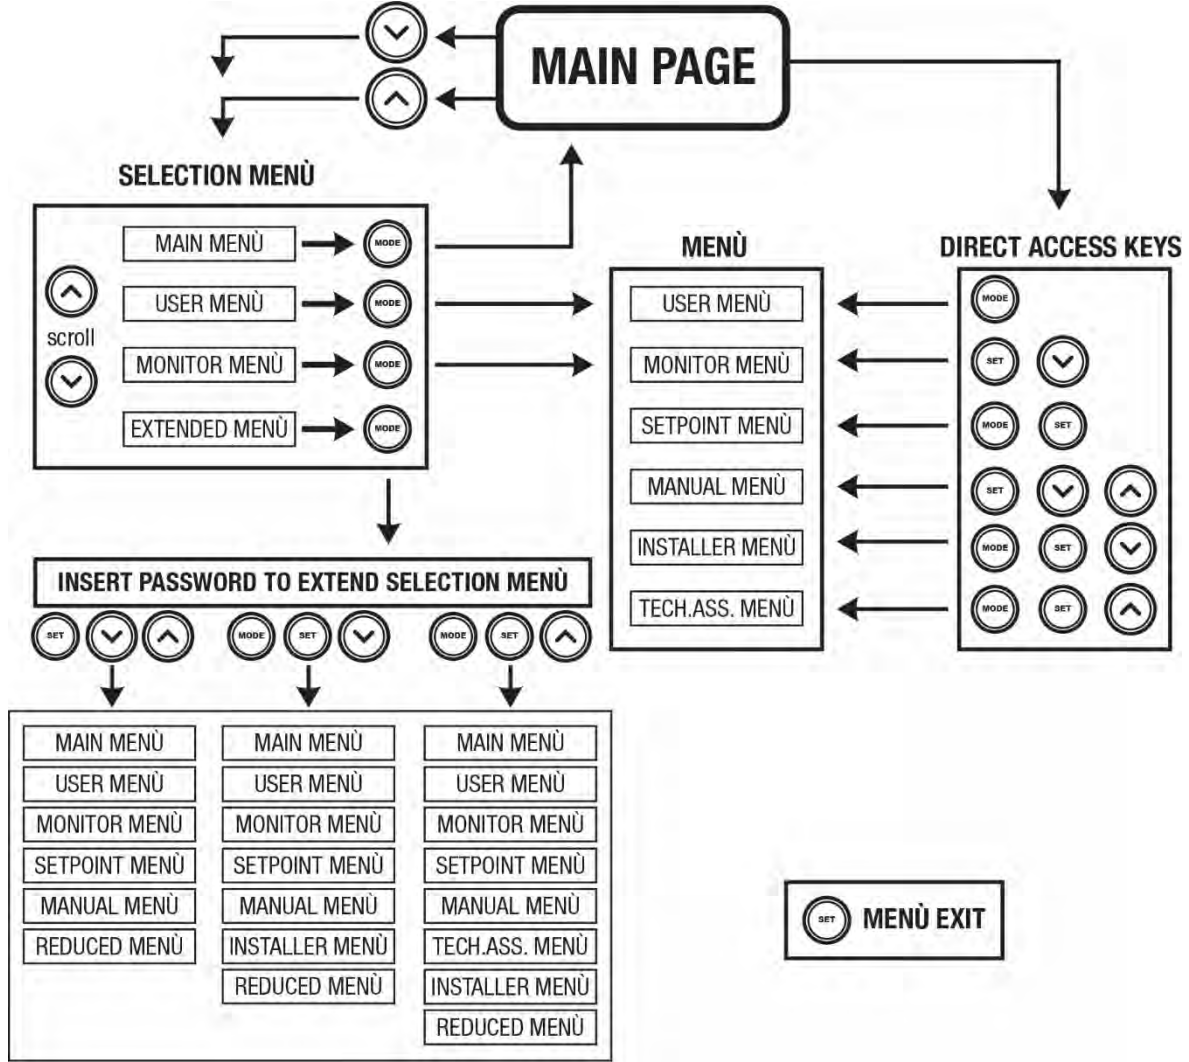 MAIN PAGE
SELECTION MENÙ
MAIN MENÙ MODE
USER MENÙ MODE
scroll
MONITOR MENÙ MODE
EXTENDED MENÙ MODE
MENÙ
USER MENÙ
MONITOR MENÙ
SETPOINT MENÙ
MANUAL MENÙ
INSTALLER MENÙ
TECH.ASS. MENÙ
DIRECT ACCESS KEYS
MODE
SET
MODE SET
SET
MODE SET
MODE SET
INSERT PASSWORD TO EXTEND SELECTION MENÙ
SET MODE SET MODE SET
MAIN MENÙ
USER MENÙ
MONITOR MENÙ
SETPOINT MENÙ
MANUAL MENÙ
REDUCED MENÙ
MAIN MENÙ
USER MENÙ
MONITOR MENÙ
SETPOINT MENÙ
MANUAL MENÙ
INSTALLER MENÙ
REDUCED MENÙ
MAIN MENÙ
USER MENÙ
MONITOR MENÙ
SETPOINT MENÙ
MANUAL MENÙ
TECH.ASS. MENÙ
INSTALLER MENÙ
REDUCED MENÙ
SET MENÙ EXIT